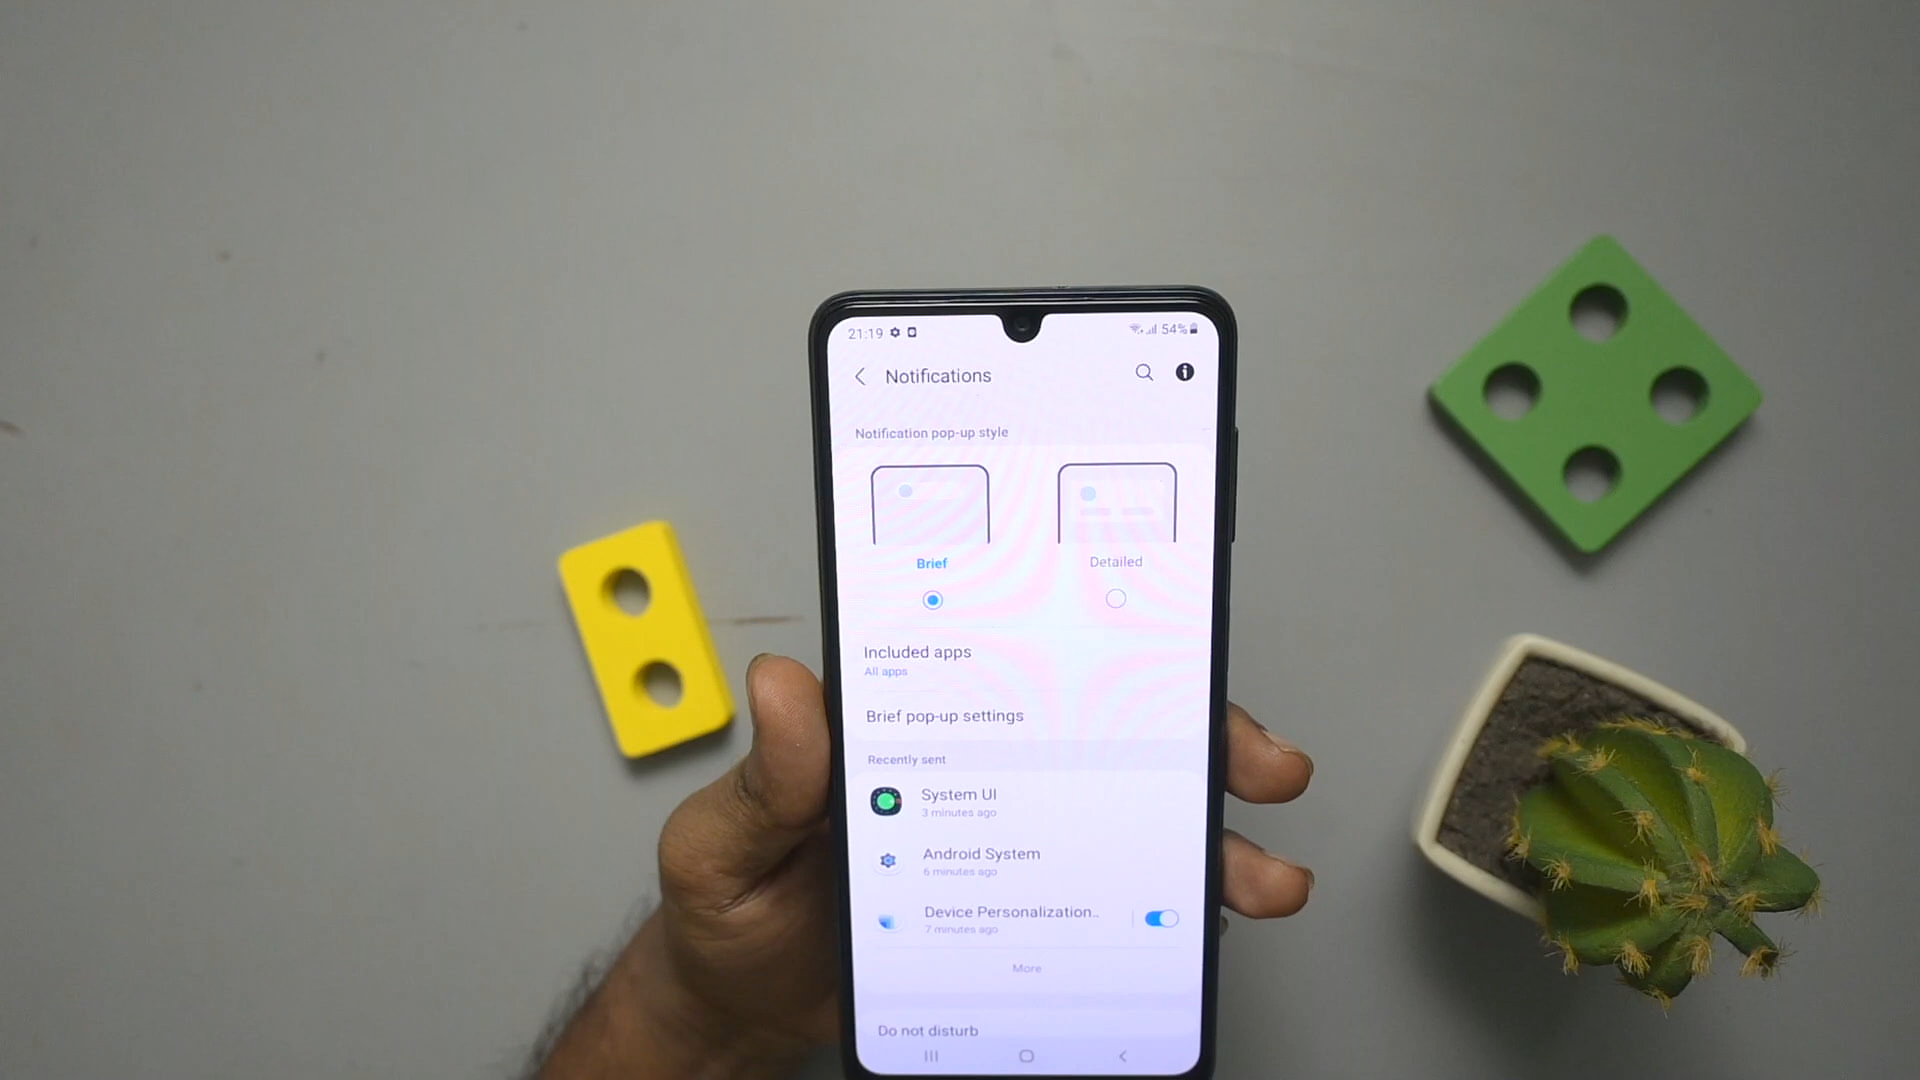 21:19 54%
Notifications
Notification pop-up style
Brief Detailed
Included apps
All apps
Brief pop-up settings
Recently sent
System UI
3 minutes ago
Android System
6 minutes ago
Device Personalization..
7 minutes ago
More
Do not disturb